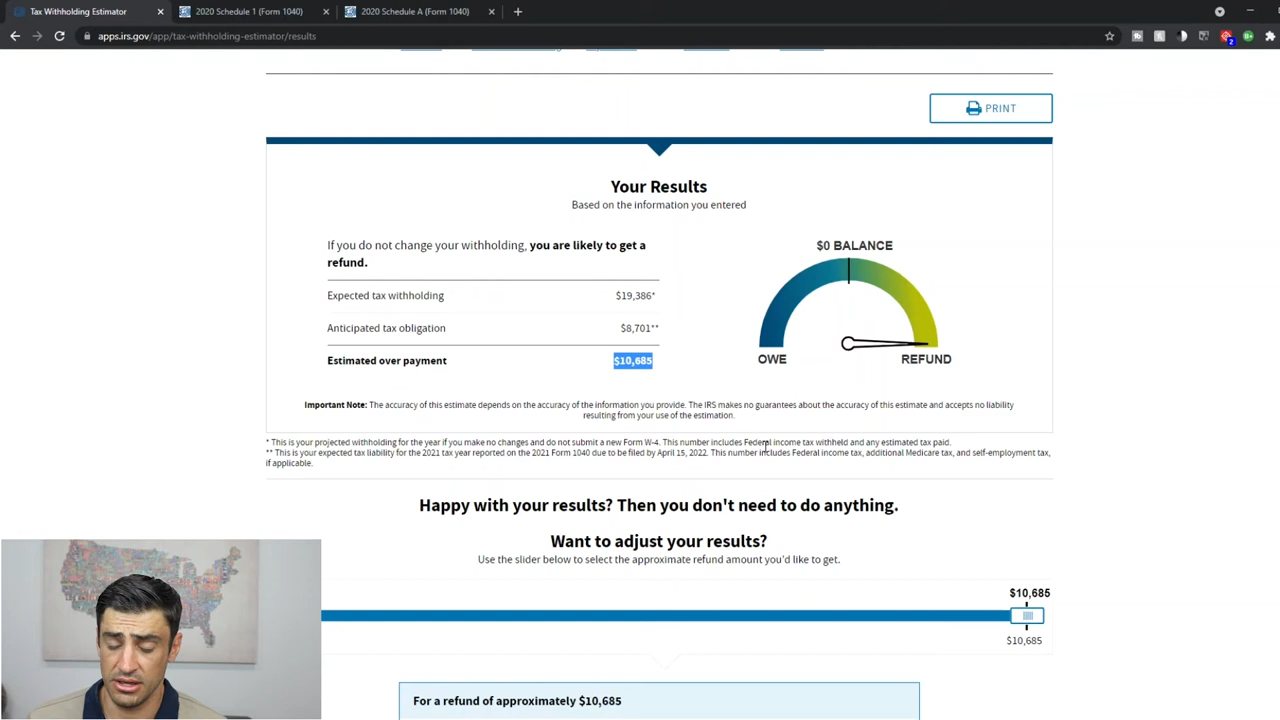 Tax Withholding Estimator
2020 Schedule 1 (Form 1040)
2020 Schedule A (Form 1040)
apps.irs.gov/app/tax-withholding-estimator/results
2
PRINT
Your Results
Based on the information you entered
If you do not change your withholding, you are likely to get a
refund.
Expected tax withholding $19,386*
Anticipated tax obligation $8,701**
Estimated over payment $10,685
$0 BALANCE
OWE
REFUND
Important Note: The accuracy of this estimate depends on the accuracy of the information you provide. The IRS makes no guarantees about the accuracy of this estimate and accepts no liability
resulting from your use of the estimation.
* This is your projected withholding for the year if you make no changes and do not submit a new Form W-4. This number includes Federal income tax withheld and any estimated tax paid.
** This is your expected tax liability for the 2021 tax year reported on the 2021 Form 1040 due to be filed by April 15, 2022. This number includes Federal income tax, additional Medicare tax, and self-employment tax,
if applicable.
Happy with your results? Then you don't need to do anything.
Want to adjust your results?
Use the slider below to select the approximate refund amount you'd like to get.
$10,685
$10,685
For a refund of approximately $10,685